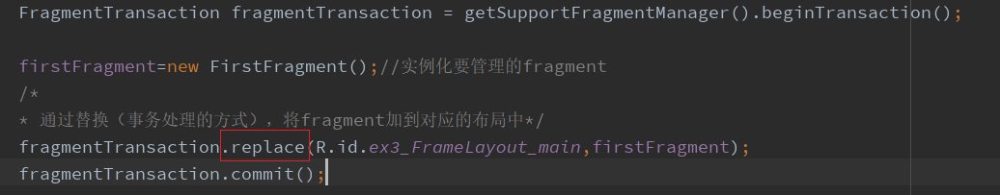 FragmentTransaction fragmentTransaction = getSupportFragmentManager().beginTransaction();
firstFragment=new FirstFragment();//实例化要管理的fragment
/*
* 通过替换（事务处理的方式），将fragment加到对应的布局中*/
fragmentTransaction.replace(R.id.ex3_FrameLayout_main,firstFragment);
fragmentTransaction.commit();